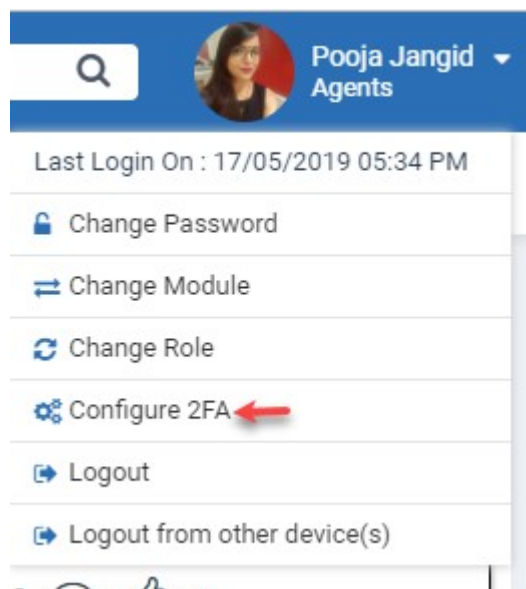 Pooja Jangid
Agents
Last Login On : 17/05/2019 05:34 PM
Change Password
Change Module
Change Role
Configure 2FA
Logout
Logout from other device(s)